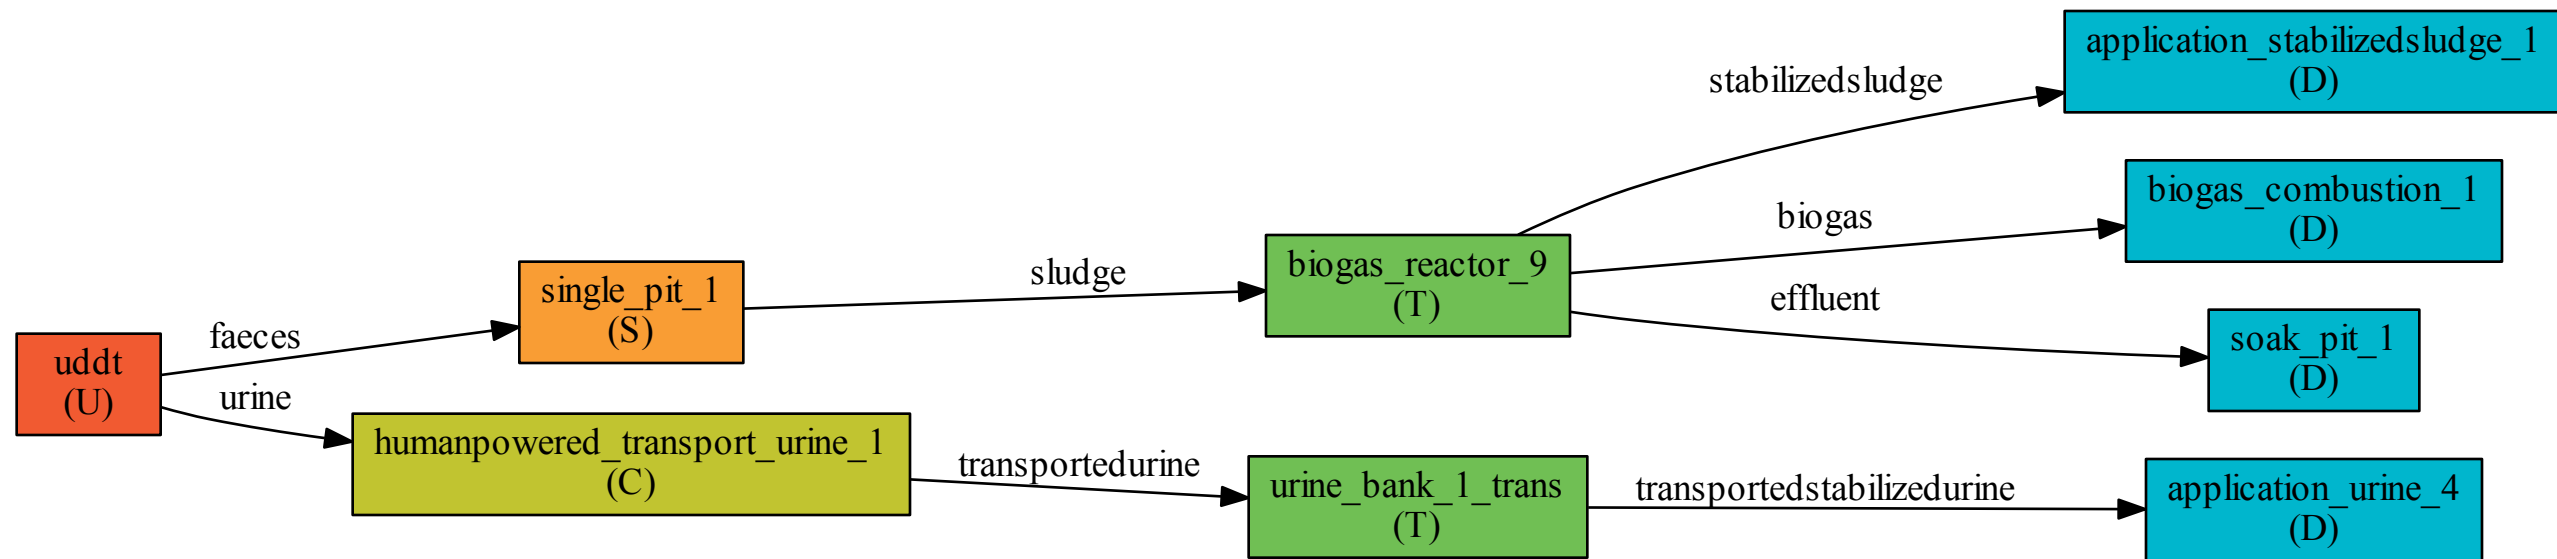 uddt
(U)
faeces
urine
single_pit_1
(S)
humanpowered_transport_urine_1
(C)
sludge
transportedurine
biogas_reactor_9
(T)
urine_bank_1_trans
(T)
stabilizedsludge
biogas
effluent
transportedstabilizedurine
application_stabilizedsludge_1
(D)
biogas_combustion_1
(D)
soak_pit_1
(D)
application_urine_4
(D)